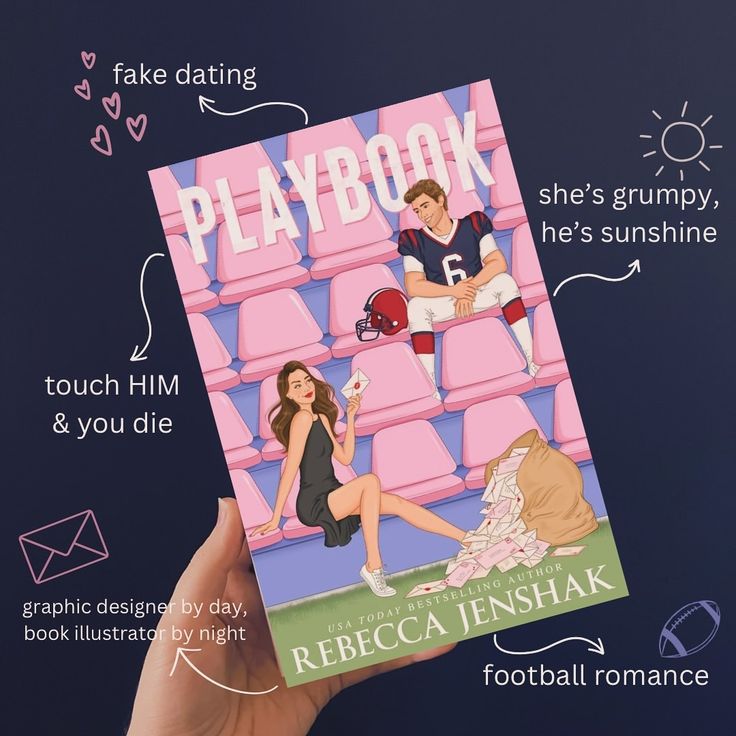 fake dating
PLAYBOOK
she's grumpy,
he's sunshine
6
touch HIM
& you die
graphic designer by day,
book illustrator by night
USA TODAY BESTSELLING AUTHOR
REBECCA JENSHAK
football romance